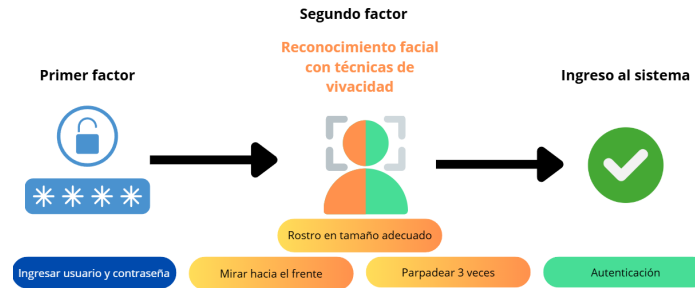 Segundo factor
Reconocimiento facial
con técnicas de
vivacidad
Primer factor
Ingreso al sistema
****
Rostro en tamaño adecuado
Ingresar usuario y contraseña
Mirar hacia el frente
Parpadear 3 veces
Autenticación